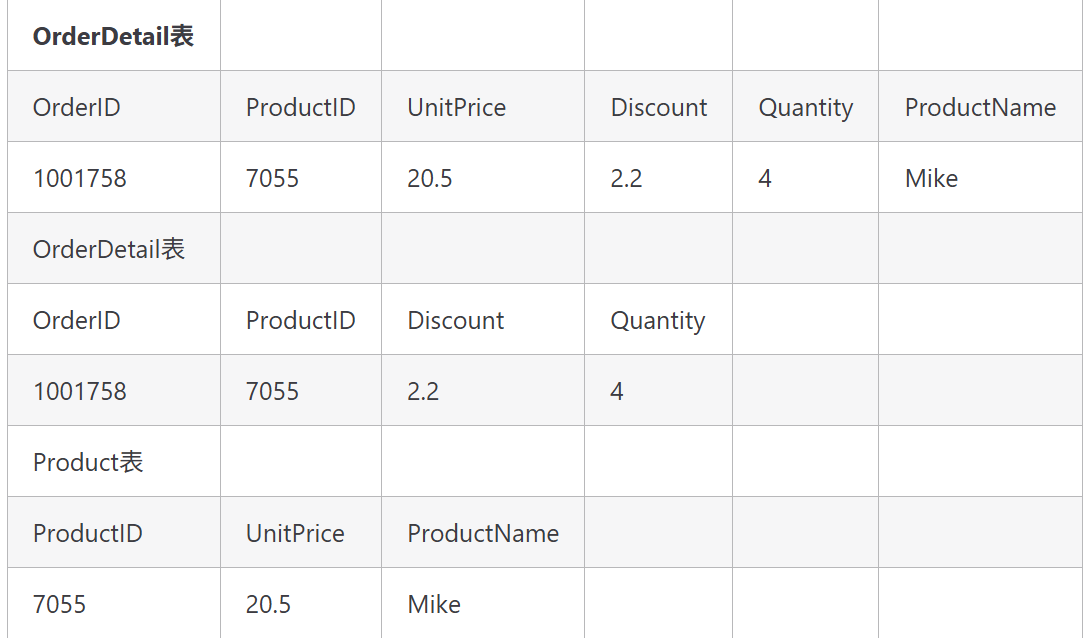 OrderDetail表
OrderID ProductID UnitPrice Discount Quantity ProductName
1001758 7055 20.5 2.2 4 Mike
OrderDetail表
OrderID ProductID Discount Quantity
1001758 7055 2.2 4
Product表
ProductID UnitPrice ProductName
7055 20.5 Mike